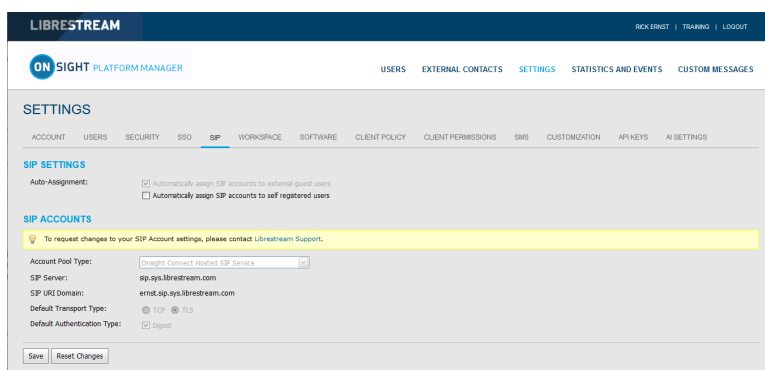 LIBRESTREAM
RICK ERNST | TRAINING | LOGOUT
ONSIGHT PLATFORM MANAGER
USERS EXTERNAL CONTACTS SETTINGS STATISTICS AND EVENTS CUSTOM MESSAGES
SETTINGS
ACCOUNT USERS SECURITY SSO SIP WORKSPACE SOFTWARE CLIENT POLICY CLIENT PERMISSIONS SMS CUSTOMIZATION API KEYS AI SETTINGS
SIP SETTINGS
Auto-Assignment: Automatically assign SIP accounts to external guest users
Automatically assign SIP accounts to self registered users
SIP ACCOUNTS
To request changes to your SIP Account settings, please contact Librestream Support.
Account Pool Type: Onsight Connect Hosted SIP Service
SIP Server: sip.sys.librestream.com
SIP URI Domain: ernst.sip.sys.librestream.com
Default Transport Type: TCP TLS
Default Authentication Type: Digest
Save Reset Changes